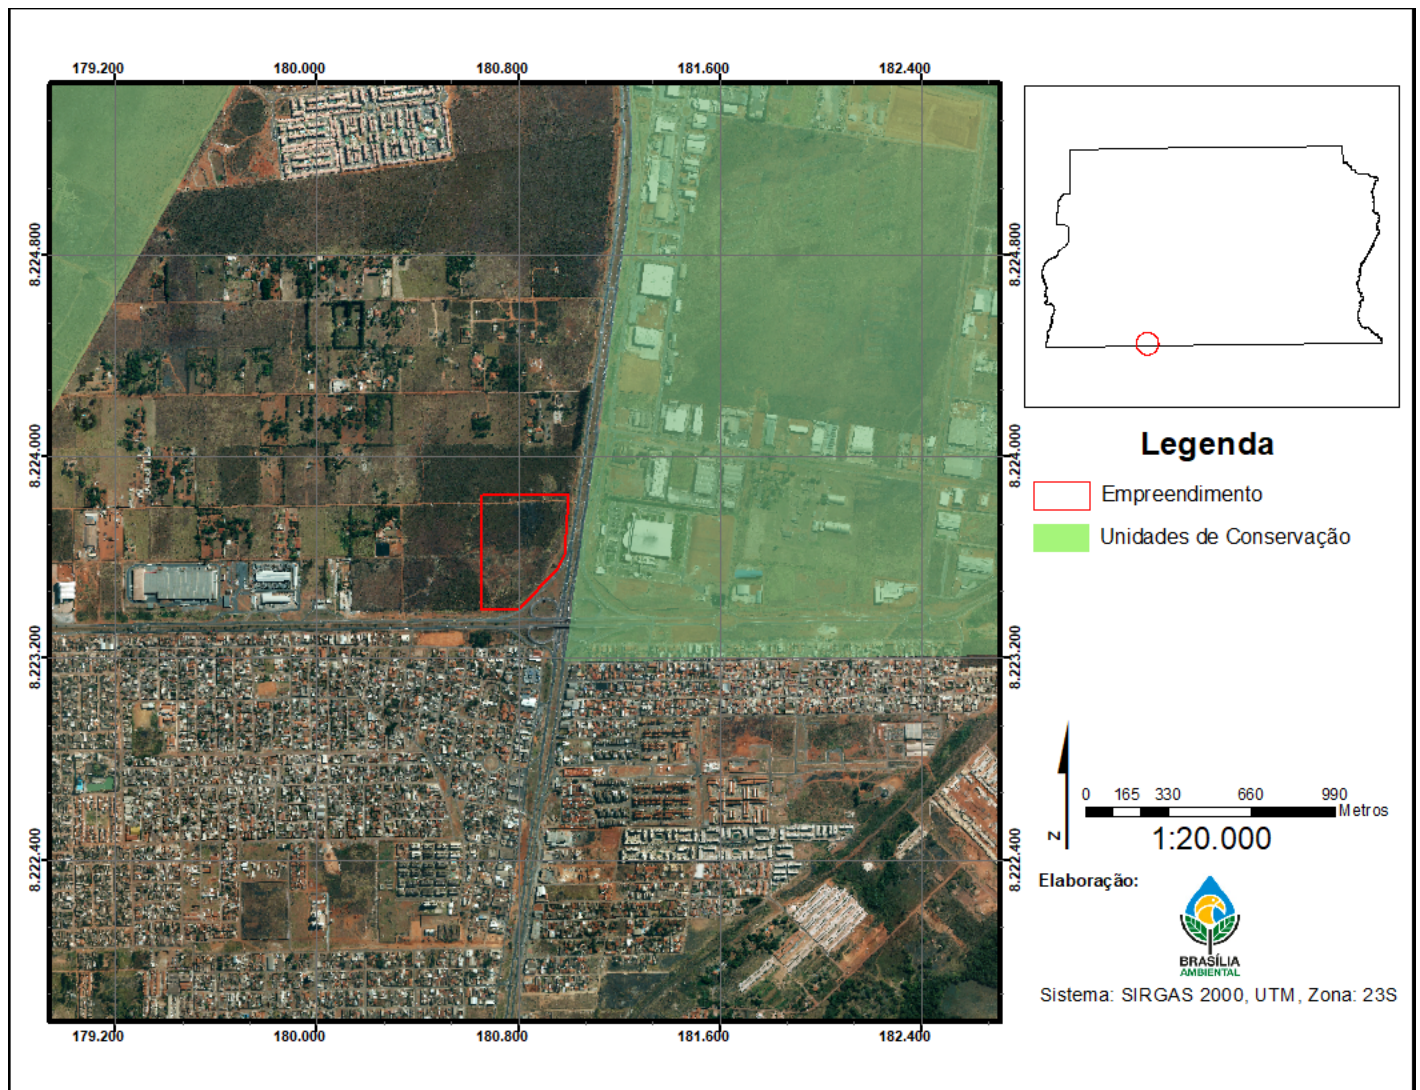 179.200 180.000 180.800 181.600 182.400
8.224.800 8.224.800
8.224.000 8.224.000
8.223.200 8.223.200
8.222.400 8.222.400
179.200 180.000 180.800 181.600 182.400
Legenda
Empreendimento
Unidades de Conservação
N
0 165 330 660 990
Metros
1:20.000
Elaboração:
BRASÍLIA
AMBIENTAL
Sistema: SIRGAS 2000, UTM, Zona: 23S